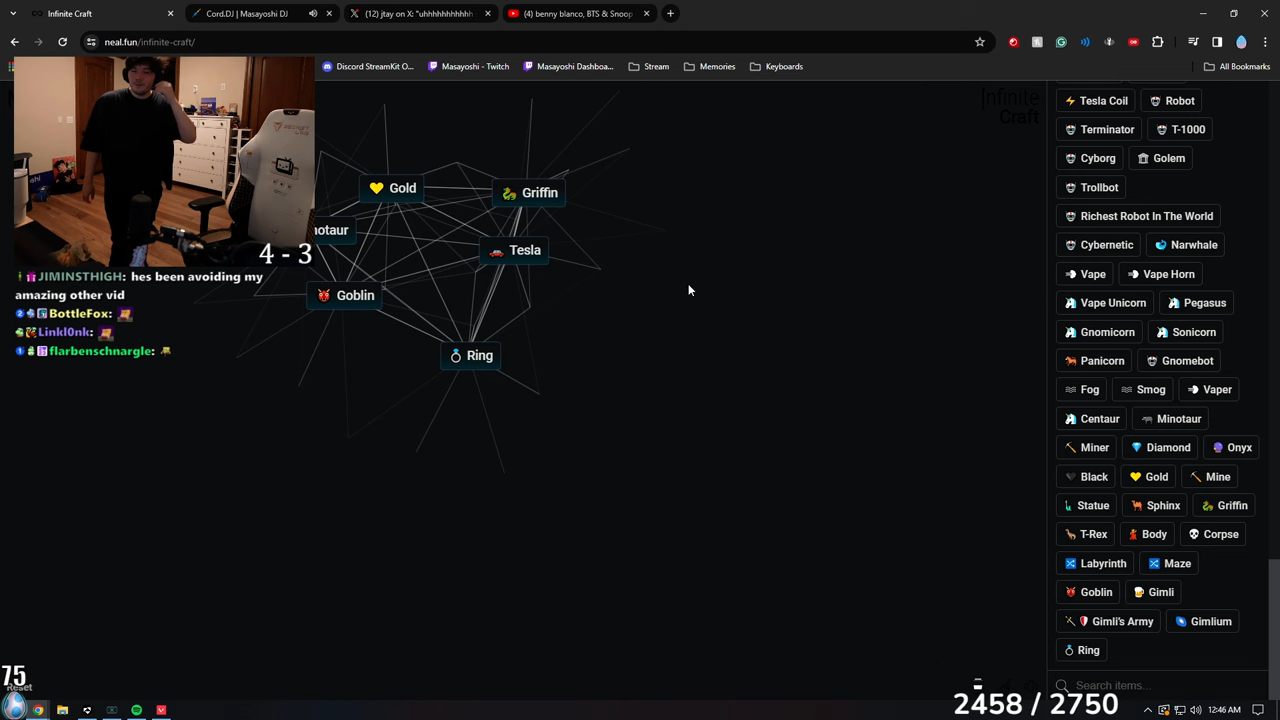 Infinite Craft
Cord.DJ | Masayoshi DJ
(12) jtay on X: "uhhhhhhhhhhh
(4) benny blanco, BTS & Snoop
neal.fun/infinite-craft/
Discord StreamKit O...
Masayoshi - Twitch
Masayoshi Dashboa...
Stream
Memories
Keyboards
All Bookmarks
Infinite
Craft
Tesla Coil Robot
Terminator T-1000
Cyborg Golem
Trollbot
Richest Robot In The World
Cybernetic Narwhale
Vape Vape Horn
Vape Unicorn Pegasus
Gnomicorn Sonicorn
Panicorn Gnomebot
Fog Smog Vaper
Centaur Minotaur
Miner Diamond Onyx
Black Gold Mine
Statue Sphinx Griffin
T-Rex Body Corpse
Labyrinth Maze
Goblin Gimli
Gimli's Army Gimlium
Ring
Search items...
Gold
Griffin
notaur
Tesla
Goblin
Ring
4 - 3
JIMINSTHIGH: hes been avoiding my
amazing other vid
BottleFox:
Linkl0nk:
flarbenschnargle:
75
Reset
2458 / 2750
12:46 AM